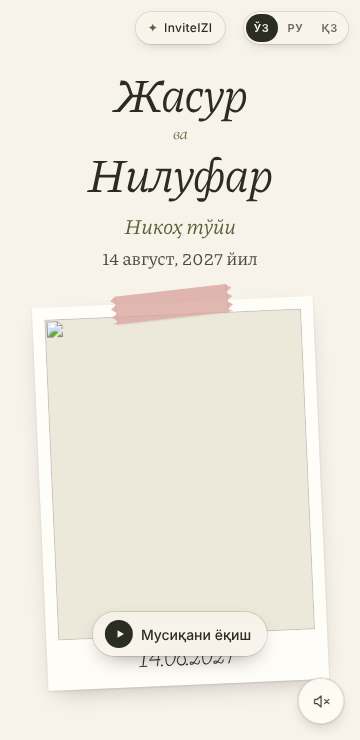 ✦ InviteIZI
ЎЗ РУ ҚЗ
Жасур
ва
Нилуфар
Никоҳ тўйи
14 август, 2027 йил
Мусиқани ёқиш
14.08.2027